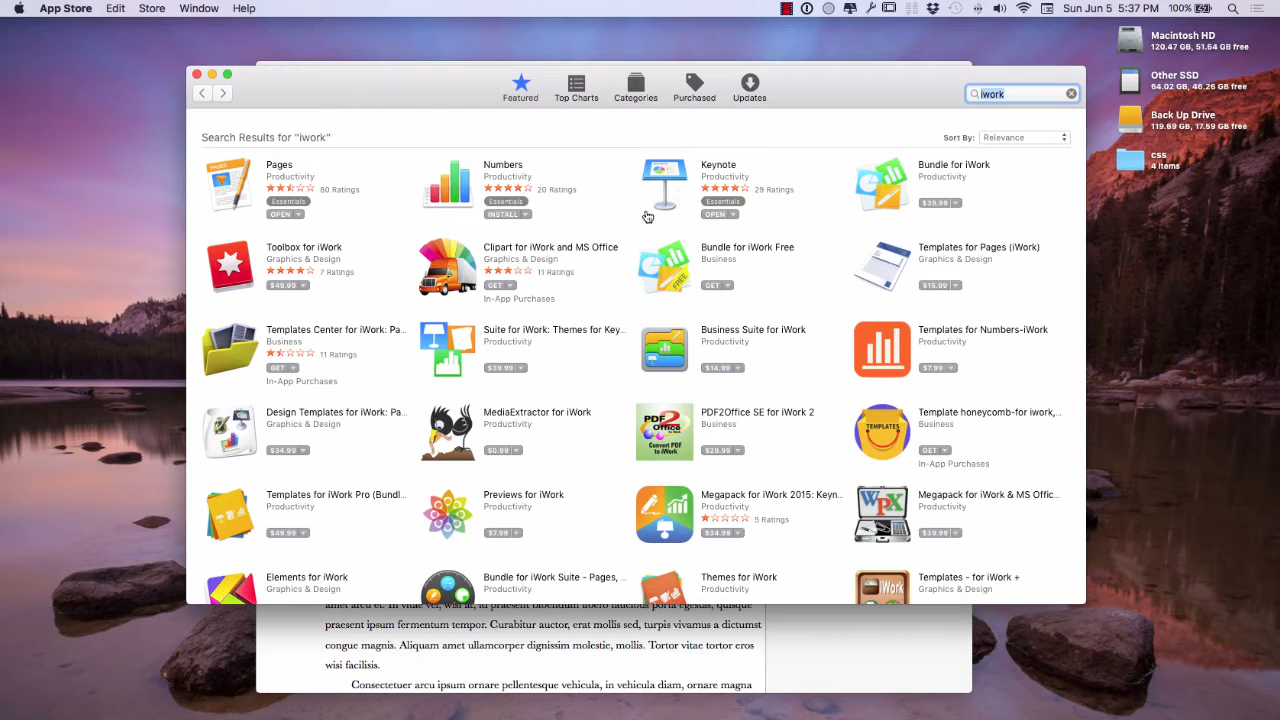 App Store Edit Store Window Help
Sun Jun 5 5:37 PM 100%
Macintosh HD
120.47 GB, 51.64 GB free
Other SSD
64.02 GB, 46.26 GB free
Back Up Drive
119.69 GB, 17.59 GB free
css
4 items
Featured Top Charts Categories Purchased Updates
iwork
Search Results for "iwork"
Sort By: Relevance
Pages
Productivity
80 Ratings
Essentials
OPEN
Numbers
Productivity
20 Ratings
Essentials
INSTALL
Keynote
Productivity
29 Ratings
Essentials
OPEN
Bundle for iWork
Productivity
$39.99
Toolbox for iWork
Graphics & Design
7 Ratings
$49.99
Clipart for iWork and MS Office
Graphics & Design
11 Ratings
GET
In-App Purchases
FREE
Bundle for iWork Free
Business
GET
Templates for Pages (iWork)
Graphics & Design
$15.99
Templates Center for iWork: Pa...
Business
11 Ratings
GET
In-App Purchases
Suite for iWork: Themes for Key...
Productivity
$39.99
Business Suite for iWork
Productivity
$14.99
Templates for Numbers-iWork
Productivity
$7.99
Design Templates for iWork: Pa...
Graphics & Design
$34.99
MediaExtractor for iWork
Productivity
$0.99
PDF 2 Office
Convert PDF
to iWork
PDF2Office SE for iWork 2
Business
$29.99
TEMPLATES
Template honeycomb-for iwork,...
Business
GET
In-App Purchases
Templates for iWork Pro (Bundl...
Productivity
$49.99
Previews for iWork
Productivity
$7.99
Megapack for iWork 2015: Keyn...
Productivity
5 Ratings
$34.99
WPX
Megapack for iWork & MS Offic...
Productivity
$39.99
Elements for iWork
Graphics & Design
Bundle for iWork Suite - Pages, ...
Productivity
Themes for iWork
Productivity
iWork
Templates - for iWork +
Graphics & Design
praesent ipsum fermentum tempor. Curabitur auctor, erat mollis sed, turpis vivamus a dictumst
congue magnis. Aliquam amet ullamcorper dignissim molestie, mollis. Tortor vitae tortor eros
wisi facilisis.
Consectetuer arcu ipsum ornare pellentesque vehicula, in vehicula diam, ornare magna